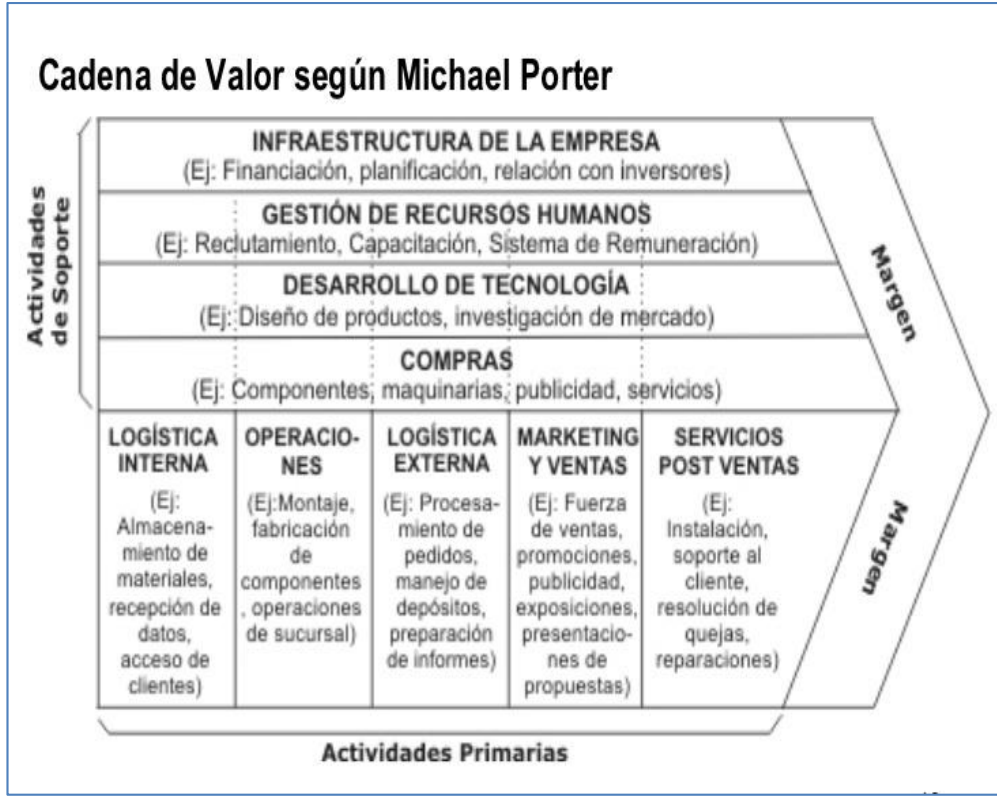 Cadena de Valor según Michael Porter
Actividades
de Soporte
INFRAESTRUCTURA DE LA EMPRESA
(Ej: Financiación, planificación, relación con inversores)
GESTIÓN DE RECURSOS HUMANOS
(Ej: Reclutamiento, Capacitación, Sistema de Remuneración)
DESARROLLO DE TECNOLOGÍA
(Ej: Diseño de productos, investigación de mercado)
COMPRAS
(Ej: Componentes, maquinarias, publicidad, servicios)
Margen
LOGÍSTICA
INTERNA
(Ej:
Almacena-
miento de
materiales,
recepción de
datos,
acceso de
clientes)
OPERACIO-
NES
(Ej:Montaje,
fabricación
de
componentes
, operaciones
de sucursal)
LOGÍSTICA
EXTERNA
(Ej: Procesa-
miento de
pedidos,
manejo de
depósitos,
preparación
de informes)
MARKETING
Y VENTAS
(Ej: Fuerza
de ventas,
promociones,
publicidad,
exposiciones,
presentacio-
nes de
propuestas)
SERVICIOS
POST VENTAS
(Ej:
Instalación,
soporte al
cliente,
resolución de
quejas,
reparaciones)
Margen
Actividades Primarias